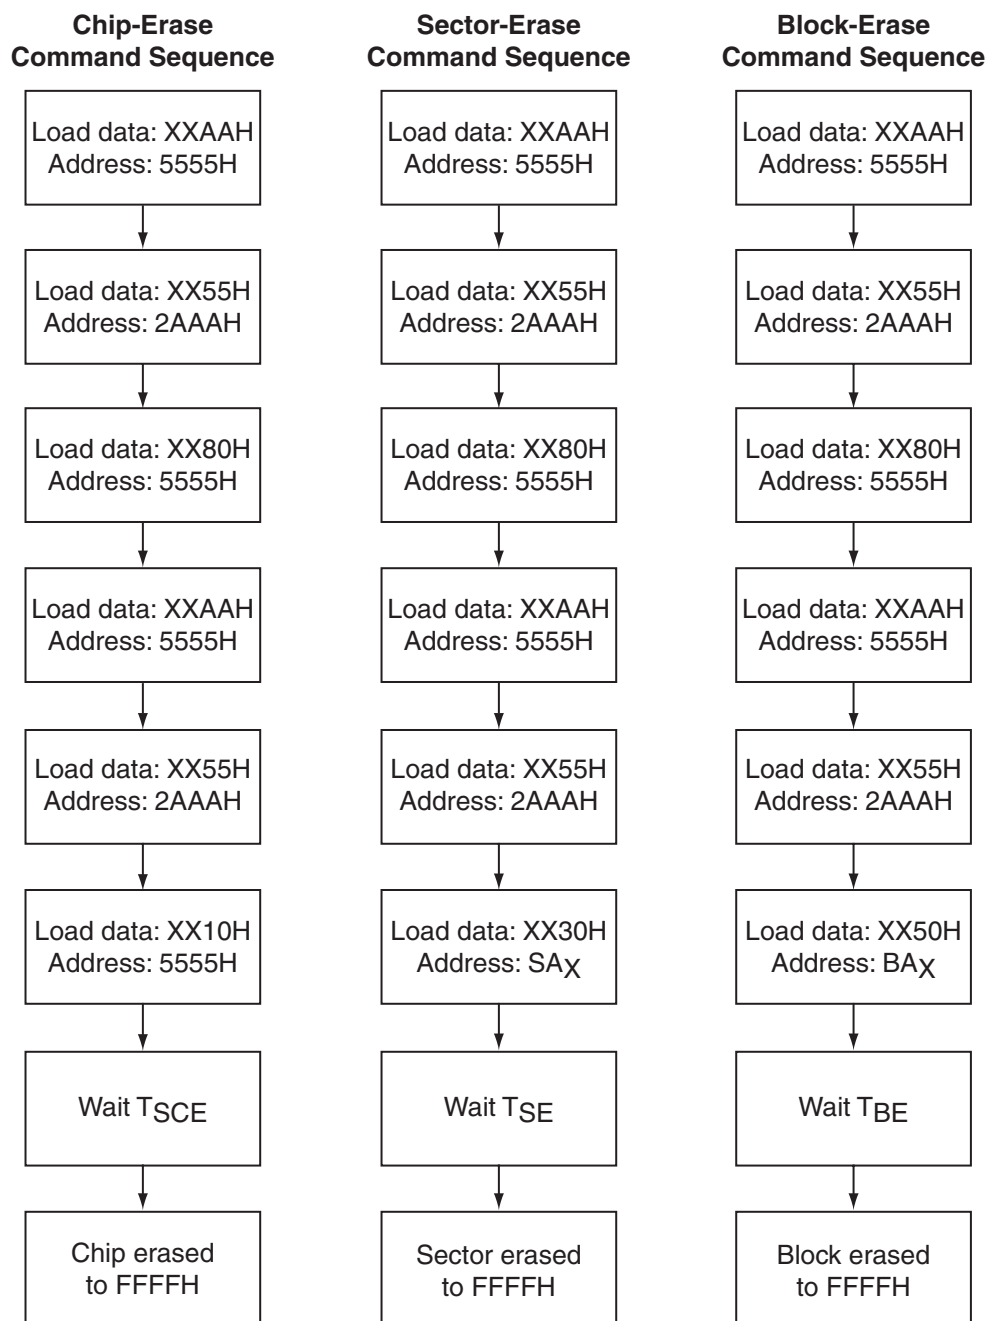 Chip-Erase
Command Sequence
Load data: XXAAH
Address: 5555H
Load data: XX55H
Address: 2AAAH
Load data: XX80H
Address: 5555H
Load data: XXAAH
Address: 5555H
Load data: XX55H
Address: 2AAAH
Load data: XX10H
Address: 5555H
Wait TSCE
Chip erased
to FFFFH
Sector-Erase
Command Sequence
Load data: XXAAH
Address: 5555H
Load data: XX55H
Address: 2AAAH
Load data: XX80H
Address: 5555H
Load data: XXAAH
Address: 5555H
Load data: XX55H
Address: 2AAAH
Load data: XX30H
Address: SAX
Wait TSE
Sector erased
to FFFFH
Block-Erase
Command Sequence
Load data: XXAAH
Address: 5555H
Load data: XX55H
Address: 2AAAH
Load data: XX80H
Address: 5555H
Load data: XXAAH
Address: 5555H
Load data: XX55H
Address: 2AAAH
Load data: XX50H
Address: BAX
Wait TBE
Block erased
to FFFFH